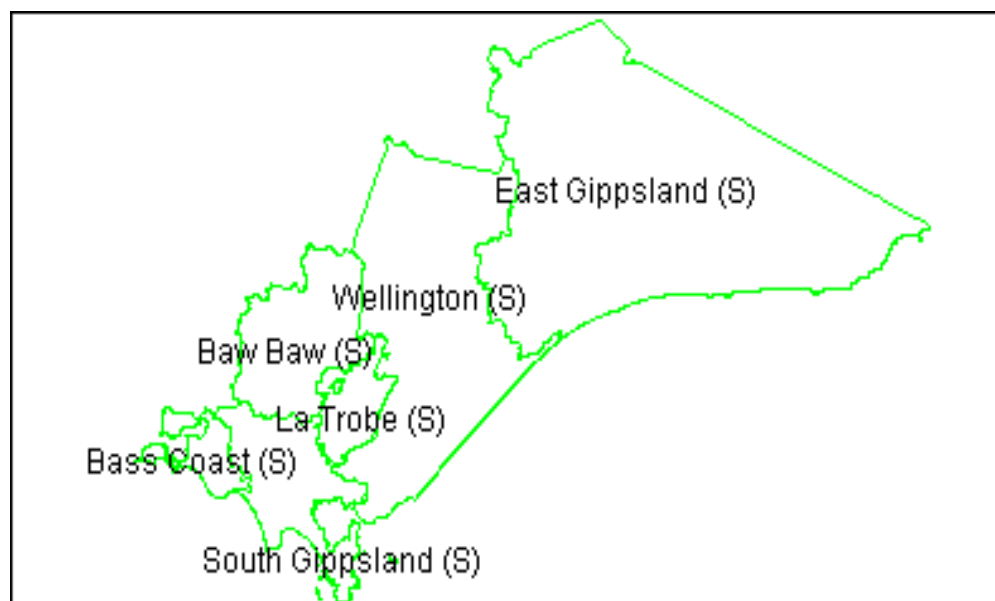 East Gippsland (S)
Wellington (S)
Baw Baw (S)
La Trobe (S)
Bass Coast (S)
South Gippsland (S)